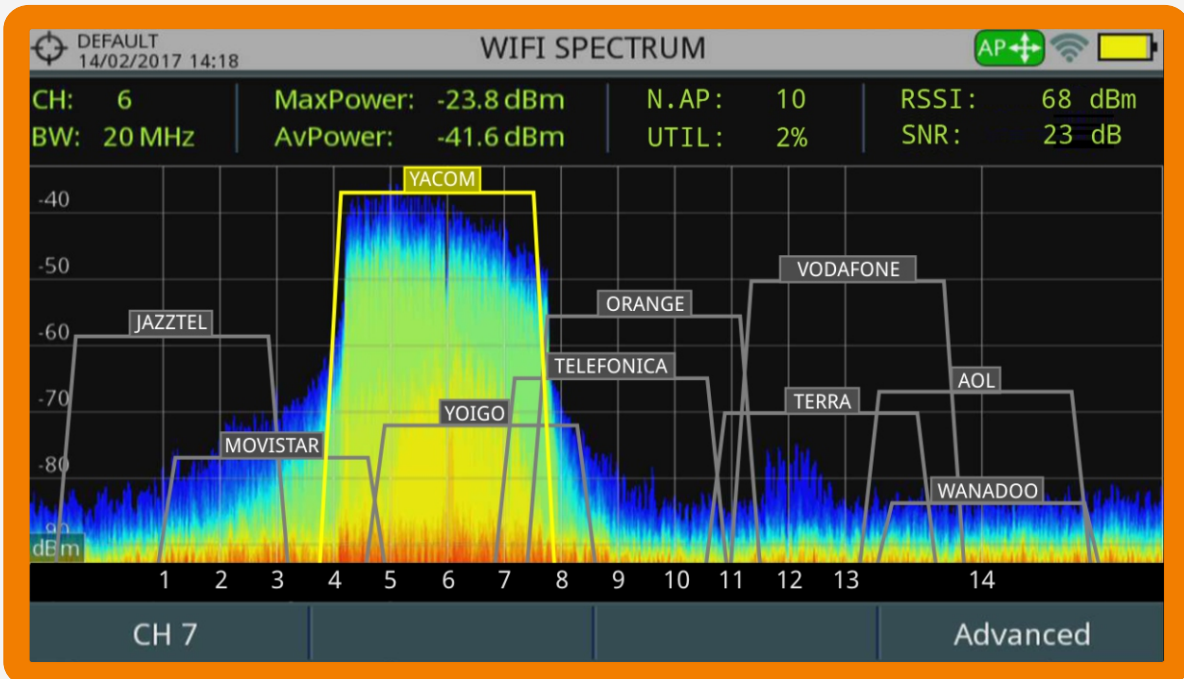 DEFAULT
14/02/2017 14:18
WIFI SPECTRUM
AP
CH: 6
MaxPower: -23.8 dBm
N.AP: 10
RSSI: 68 dBm
BW: 20 MHz
AvPower: -41.6 dBm
UTIL: 2%
SNR: 23 dB
YACOM
-40
-50
VODAFONE
ORANGE
JAZZTEL
-60
TELEFONICA
AOL
-70
TERRA
YOIGO
MOVISTAR
-80
WANADOO
-90
dBm
1 2 3 4 5 6 7 8 9 10 11 12 13 14
CH 7
Advanced